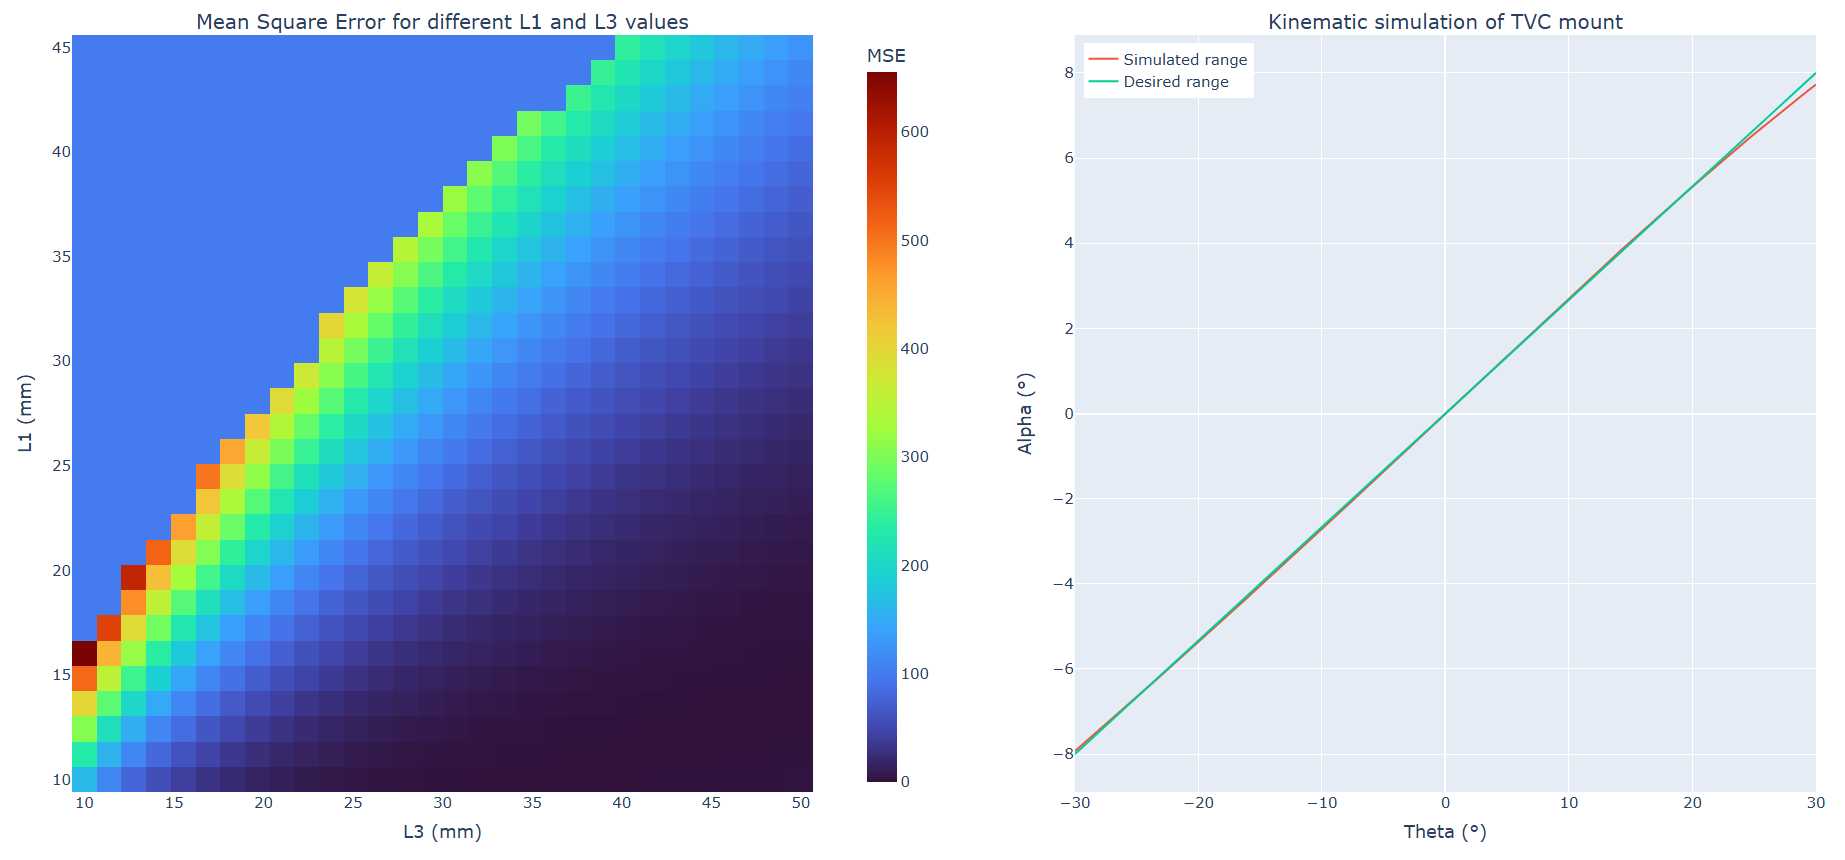 Mean Square Error for different L1 and L3 values
45
40
35
30
25
20
15
10
L1 (mm)
10 15 20 25 30 35 40 45 50
L3 (mm)
MSE
600
500
400
300
200
100
0
Kinematic simulation of TVC mount
Simulated range
Desired range
8
6
4
2
0
−2
−4
−6
−8
Alpha (°)
−30 −20 −10 0 10 20 30
Theta (°)